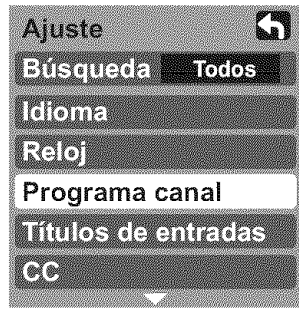 Ajuste
Búsqueda Todos
Idioma
Reloj
Programa canal
Títulos de entradas
CC